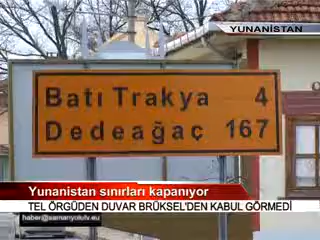 YUNANİSTAN
Batı Trakya 4
Dedeağaç 167
Yunanistan sınırları kapanıyor
TEL ÖRGÜDEN DUVAR BRÜKSEL'DEN KABUL GÖRMEDİ
haber@samanyolutv.eu